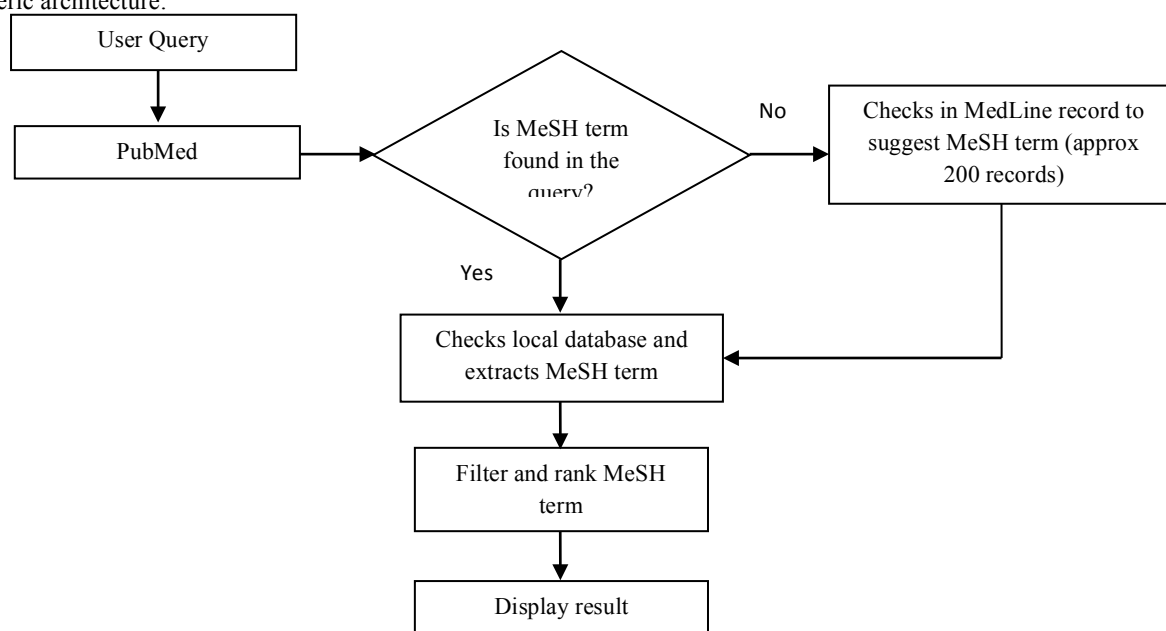 eric architecture.
User Query
PubMed
Is MeSH term
found in the
query?
No
Checks in MedLine record to
suggest MeSH term (approx
200 records)
Yes
Checks local database and
extracts MeSH term
Filter and rank MeSH
term
Display result